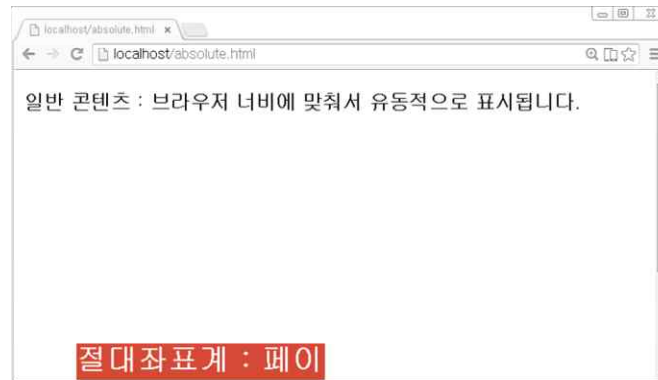 localhost/absolute.html
localhost/absolute.html
일반 콘텐츠 : 브라우저 너비에 맞춰서 유동적으로 표시됩니다.
절대좌표계 : 페이